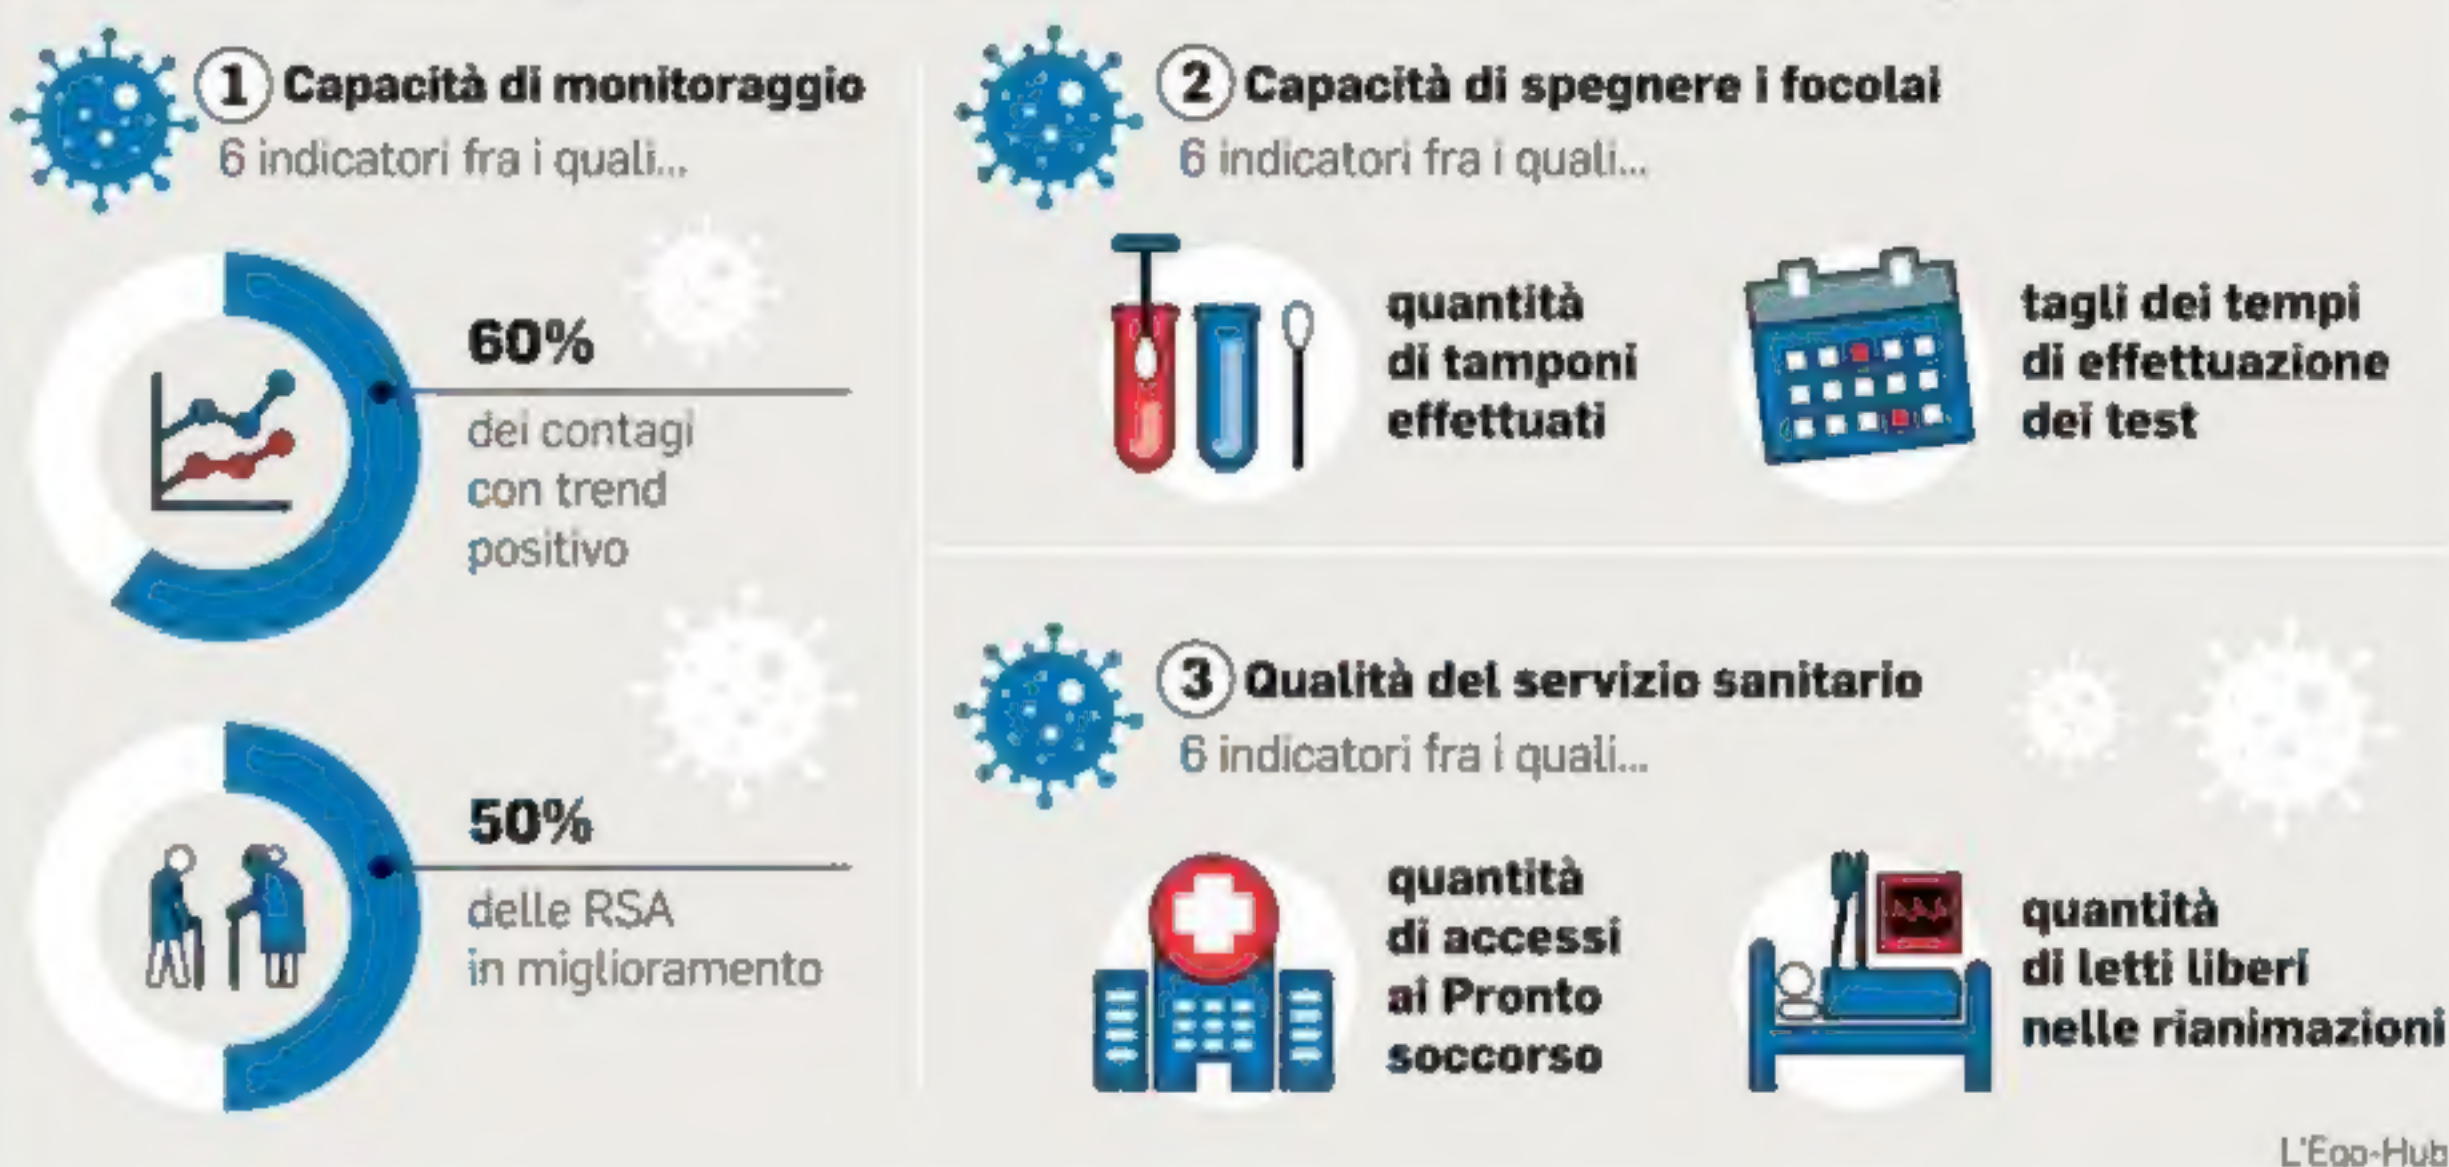 1 Capacità di monitoraggio
6 indicatori fra i quali...
60%
dei contagi
con trend
positivo
50%
delle RSA
in miglioramento
2 Capacità di spegnere i focolai
6 indicatori fra i quali...
quantità
di tamponi
effettuati
tagli dei tempi
di effettuazione
dei test
3 Qualità del servizio sanitario
6 indicatori fra i quali...
quantità
di accessi
ai Pronto
soccorso
quantità
di letti liberi
nelle rianimazioni
L'Ego-Hub